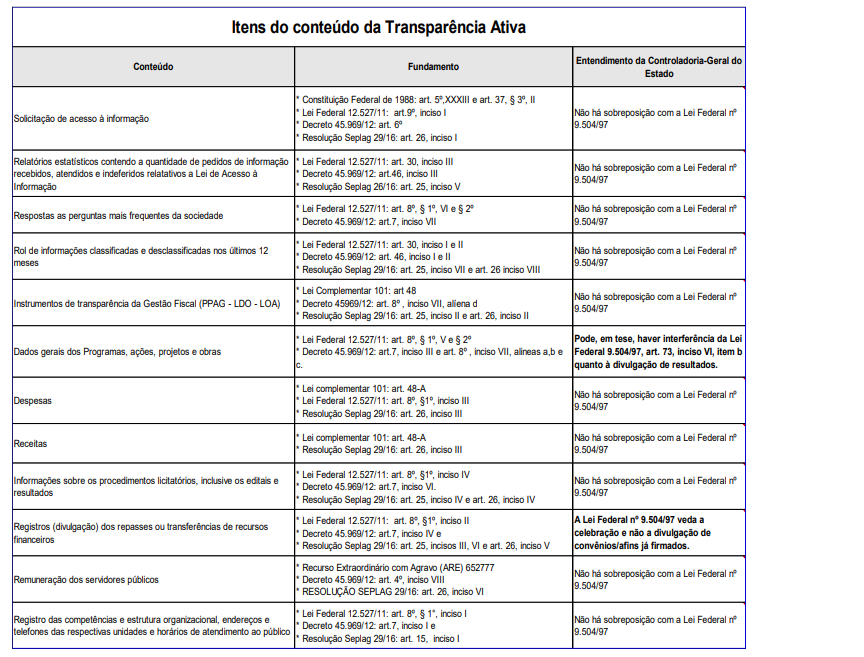 Itens do conteúdo da Transparência Ativa
Conteúdo
Fundamento
Entendimento da Controladoria-Geral do
Estado
Solicitação de acesso à informação
* Constituição Federal de 1988: art. 5º,XXXIII e art. 37, § 3º, II
* Lei Federal 12.527/11:  art.9º, inciso I
* Decreto 45.969/12: art. 6º
* Resolução Seplag 29/16: art. 26, inciso I
Não há sobreposição com a Lei Federal nº
9.504/97
Relatórios estatísticos contendo a quantidade de pedidos de informação
recebidos, atendidos e indeferidos relatativos a Lei de Acesso à
Informação
* Lei Federal 12.527/11: art. 30, inciso III
* Decreto 45.969/12: art.46, inciso III
* Resolução Seplag 26/16: art. 25, inciso V
Não há sobreposição com a Lei Federal nº
9.504/97
Respostas as perguntas mais frequentes da sociedade
* Lei Federal 12.527/11: art. 8º, § 1º, VI e § 2º
* Decreto 45.969/12: art.7, inciso VII
Não há sobreposição com a Lei Federal nº
9.504/97
Rol de informações classificadas e desclassificadas nos últimos 12
meses
* Lei Federal 12.527/11: art. 30, inciso I e II
* Decreto 45.969/12: art. 46, inciso I e II
* Resolução Seplag 29/16: art. 25, inciso VII e art. 26 inciso VIII
Não há sobreposição com a Lei Federal nº
9.504/97
Instrumentos de transparência da Gestão Fiscal (PPAG - LDO - LOA)
* Lei Complementar 101: art 48
* Decreto 45969/12: art. 8º , inciso VII, alíena d
* Resolução Seplag 29/16: art. 25, inciso II e art. 26, inciso II
Não há sobreposição com a Lei Federal nº
9.504/97
Dados gerais dos Programas, ações, projetos e obras
* Lei Federal 12.527/11: art. 8º, § 1º, V e § 2º
* Decreto 45.969/12: art.7, inciso III e art. 8º , inciso VII, alineas a,b e
c.
Pode, em tese, haver interferência da Lei
Federal 9.504/97, art. 73, inciso VI, item b
quanto à divulgação de resultados.
Despesas
* Lei complementar 101: art. 48-A
* Lei Federal 12.527/11: art. 8º, §1º, inciso III
* Resolução Seplag 29/16: art. 26, inciso III
Não há sobreposição com a Lei Federal nº
9.504/97
Receitas
* Lei complementar 101: art. 48-A
* Resolução Seplag 29/16: art. 26, inciso III
Não há sobreposição com a Lei Federal nº
9.504/97
Informações sobre os procedimentos licitatórios, inclusive os editais e
resultados
* Lei Federal 12.527/11: art. 8º, §1º, inciso IV
* Decreto 45.969/12: art.7, inciso VI.
* Resolução Seplag 29/16: art. 25, inciso IV e art. 26, inciso IV
Não há sobreposição com a Lei Federal nº
9.504/97
Registros (divulgação) dos repasses ou transferências de recursos
financeiros
* Lei Federal 12.527/11:  art. 8º, §1º, inciso II
* Decreto 45.969/12: art.7, inciso IV e
* Resolução Seplag 29/16: art. 25, incisos III, VI e art. 26, inciso V
A Lei Federal nº 9.504/97 veda a
celebração e não a divulgação de
convênios/afins já firmados.
Remuneração dos servidores públicos
* Recurso Extraordinário com Agravo (ARE) 652777
* Decreto 45.969/12: art. 4º, inciso VIII
* RESOLUÇÃO SEPLAG 29/16: art. 26, inciso VI
Não há sobreposição com a Lei Federal nº
9.504/97
Registro das competências e estrutura organizacional, endereços e
telefones das respectivas unidades e horários de atendimento ao público
* Lei Federal 12.527/11: art. 8º, § 1°, inciso I
* Decreto 45.969/12: art.7, inciso I e
* Resolução Seplag 29/16: art. 15,  inciso I
Não há sobreposição com a Lei Federal nº
9.504/97